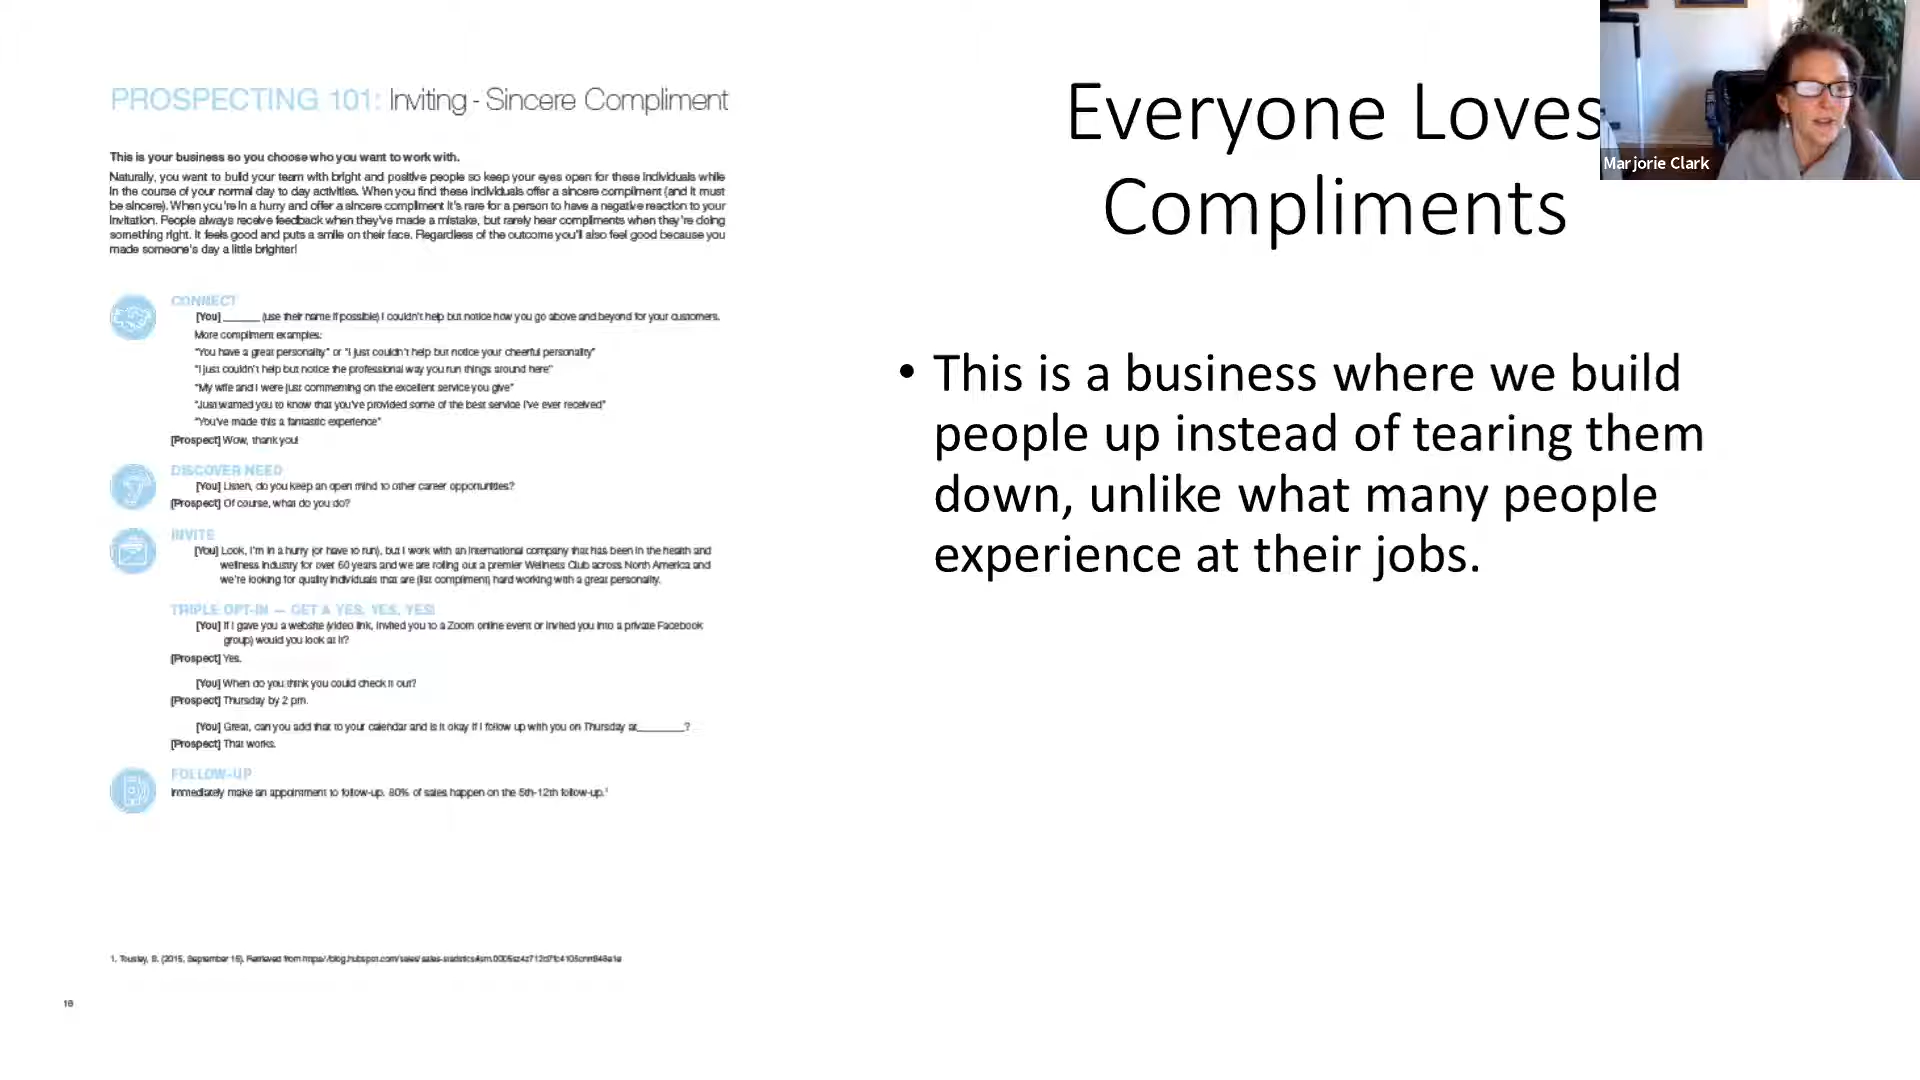 PROSPECTING 101: Inviting - Sincere Compliment
This is your business so you choose who you want to work with.
Naturally, you want to build your team with bright and positive people so keep your eyes open for these individuals while
in the course of your normal day to day activities. When you find these individuals offer a sincere compliment (and it must
be sincere). When you're in a hurry and offer a sincere compliment it's rare for a person to have a negative reaction to your
invitation. People always receive feedback when they've made a mistake, but rarely hear compliments when they're doing
something right. It feels good and puts a smile on their face. Regardless of the outcome you'll also feel good because you
made someone's day a little brighter!
CONNECT
[You] _______ (use their name if possible) I couldn't help but notice how you go above and beyond for your customers.
More compliment examples:
"You have a great personality" or "I just couldn't help but notice your cheerful personality"
"I just couldn't help but notice the professional way you run things around here"
"My wife and I were just commenting on the excellent service you give"
"Just wanted you to know that you've provided some of the best service I've ever received"
"You've made this a fantastic experience"
[Prospect] Wow, thank you!
DISCOVER NEED
[You] Listen, do you keep an open mind to other career opportunities?
[Prospect] Of course, what do you do?
INVITE
[You] Look, I'm in a hurry (or have to run), but I work with an international company that has been in the health and
wellness industry for over 60 years and we are rolling out a premier Wellness Club across North America and
we're looking for quality individuals that are (list compliment) hard working with a great personality.
TRIPLE OPT-IN — GET A YES, YES, YES!
[You] If I gave you a website (video link, invited you to a Zoom online event or invited you into a private Facebook
group) would you look at it?
[Prospect] Yes.
[You] When do you think you could check it out?
[Prospect] Thursday by 2 pm.
[You] Great, can you add that to your calendar and is it okay if I follow up with you on Thursday at_________?
[Prospect] That works.
FOLLOW-UP
Immediately make an appointment to follow-up. 80% of sales happen on the 5th-12th follow-up.¹
1. Tousley, S. (2015, September 15). Retrieved from
16
Everyone Loves
Compliments
• This is a business where we build
people up instead of tearing them
down, unlike what many people
experience at their jobs.
Marjorie Clark